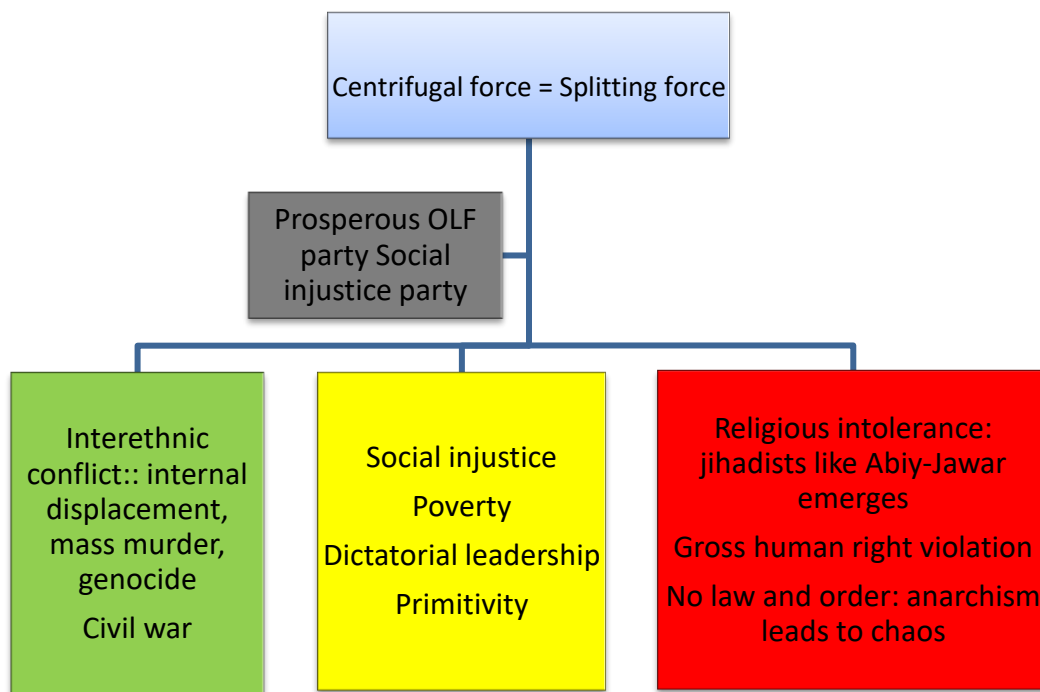 Centrifugal force = Splitting force
Prosperous OLF
party Social
injustice party
Interethnic
conflict:: internal
displacement,
mass murder,
genocide
Civil war
Social injustice
Poverty
Dictatorial leadership
Primitivity
Religious intolerance:
jihadists like Abiy-Jawar
emerges
Gross human right violation
No law and order: anarchism
leads to chaos